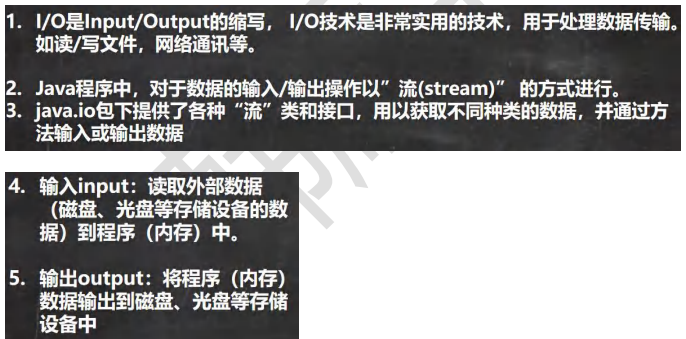 1. I/O是Input/Output的缩写， I/O技术是非常实用的技术，用于处理数据传输。
如读/写文件，网络通讯等。
2. Java程序中，对于数据的输入/输出操作以”流(stream)” 的方式进行。
3. java.io包下提供了各种“流”类和接口，用以获取不同种类的数据，并通过方
法输入或输出数据
4. 输入input：读取外部数据
（磁盘、光盘等存储设备的数
据）到程序（内存）中。
5. 输出output：将程序（内存）
数据输出到磁盘、光盘等存储
设备中